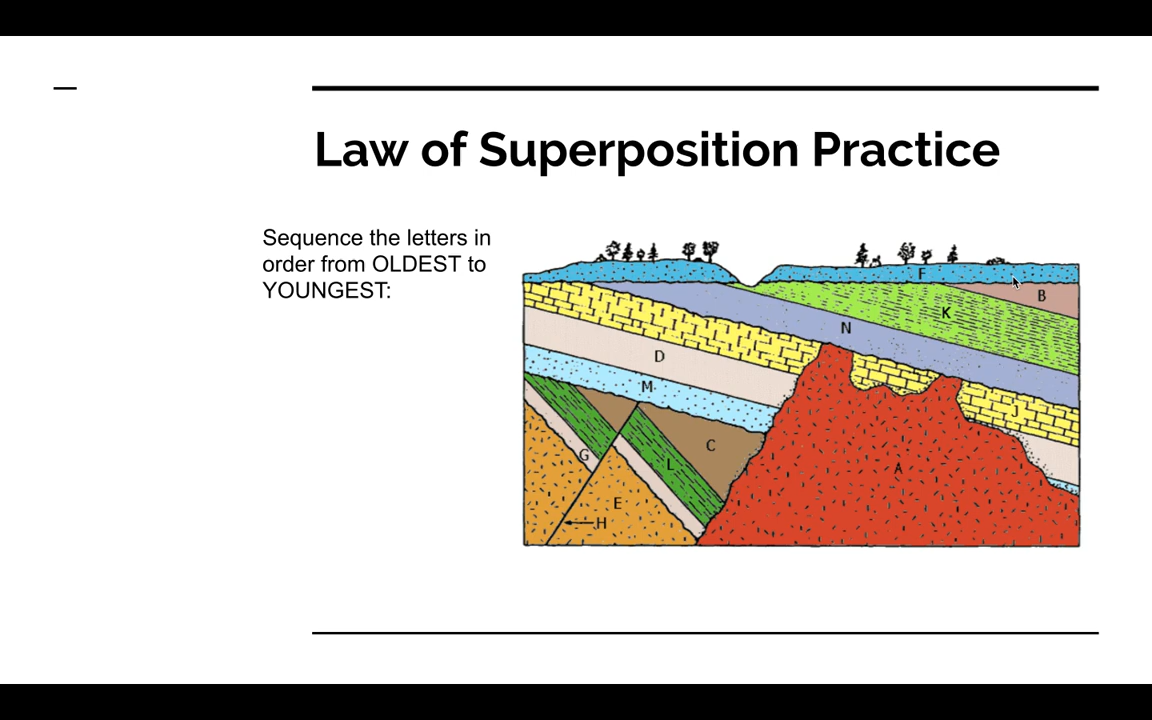 Law of Superposition Practice
Sequence the letters in
order from OLDEST to
YOUNGEST:
F
B
K
N
D
M
J
C
G
L
A
E
H